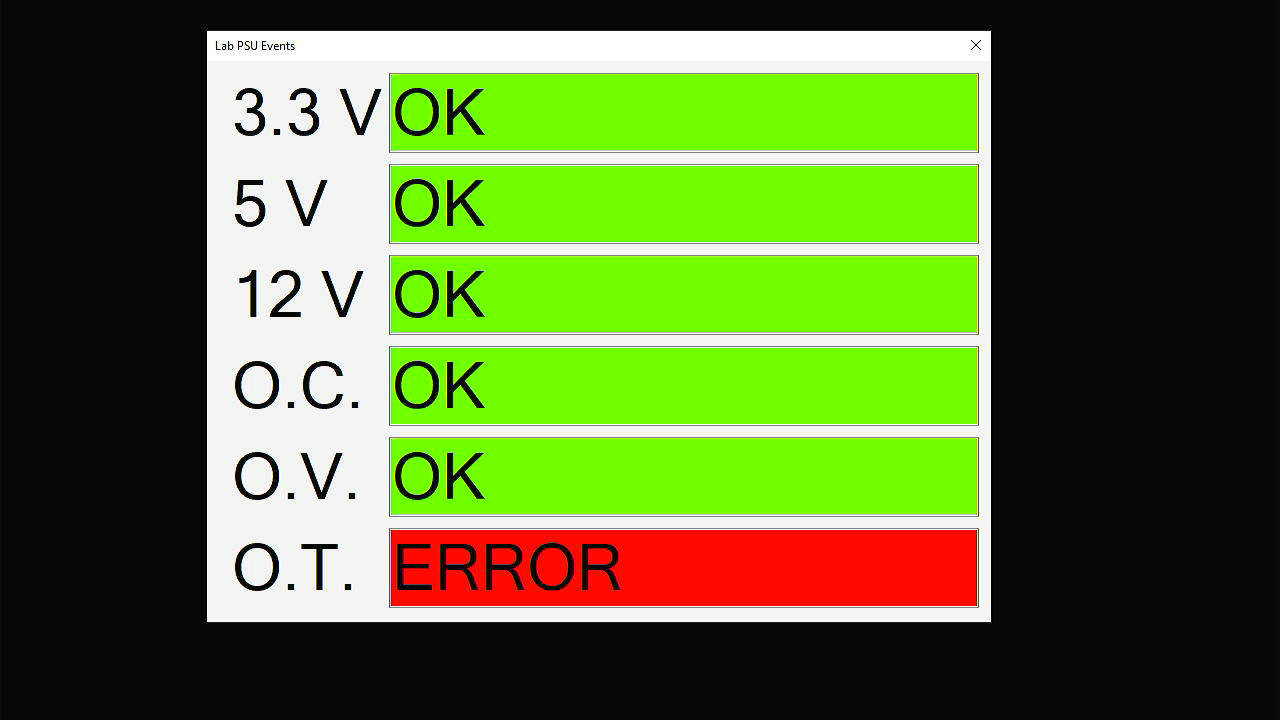 Lab PSU Events
3.3 V OK
5 V OK
12 V OK
O.C. OK
O.V. OK
O.T. ERROR